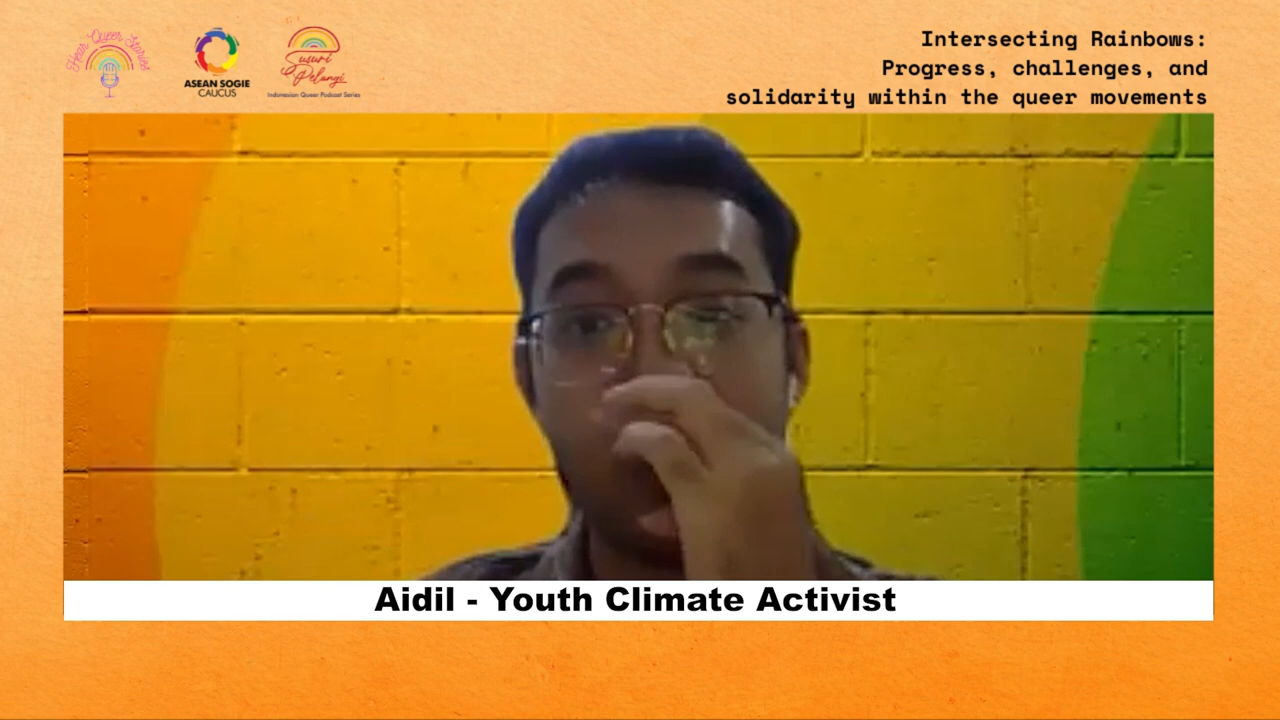 Hear Queer Stories
ASEAN SOGIE
CAUCUS
Susuri
Pelangi
Indonesian Queer Podcast Series
Intersecting Rainbows:
Progress, challenges, and
solidarity within the queer movements
Aidil - Youth Climate Activist